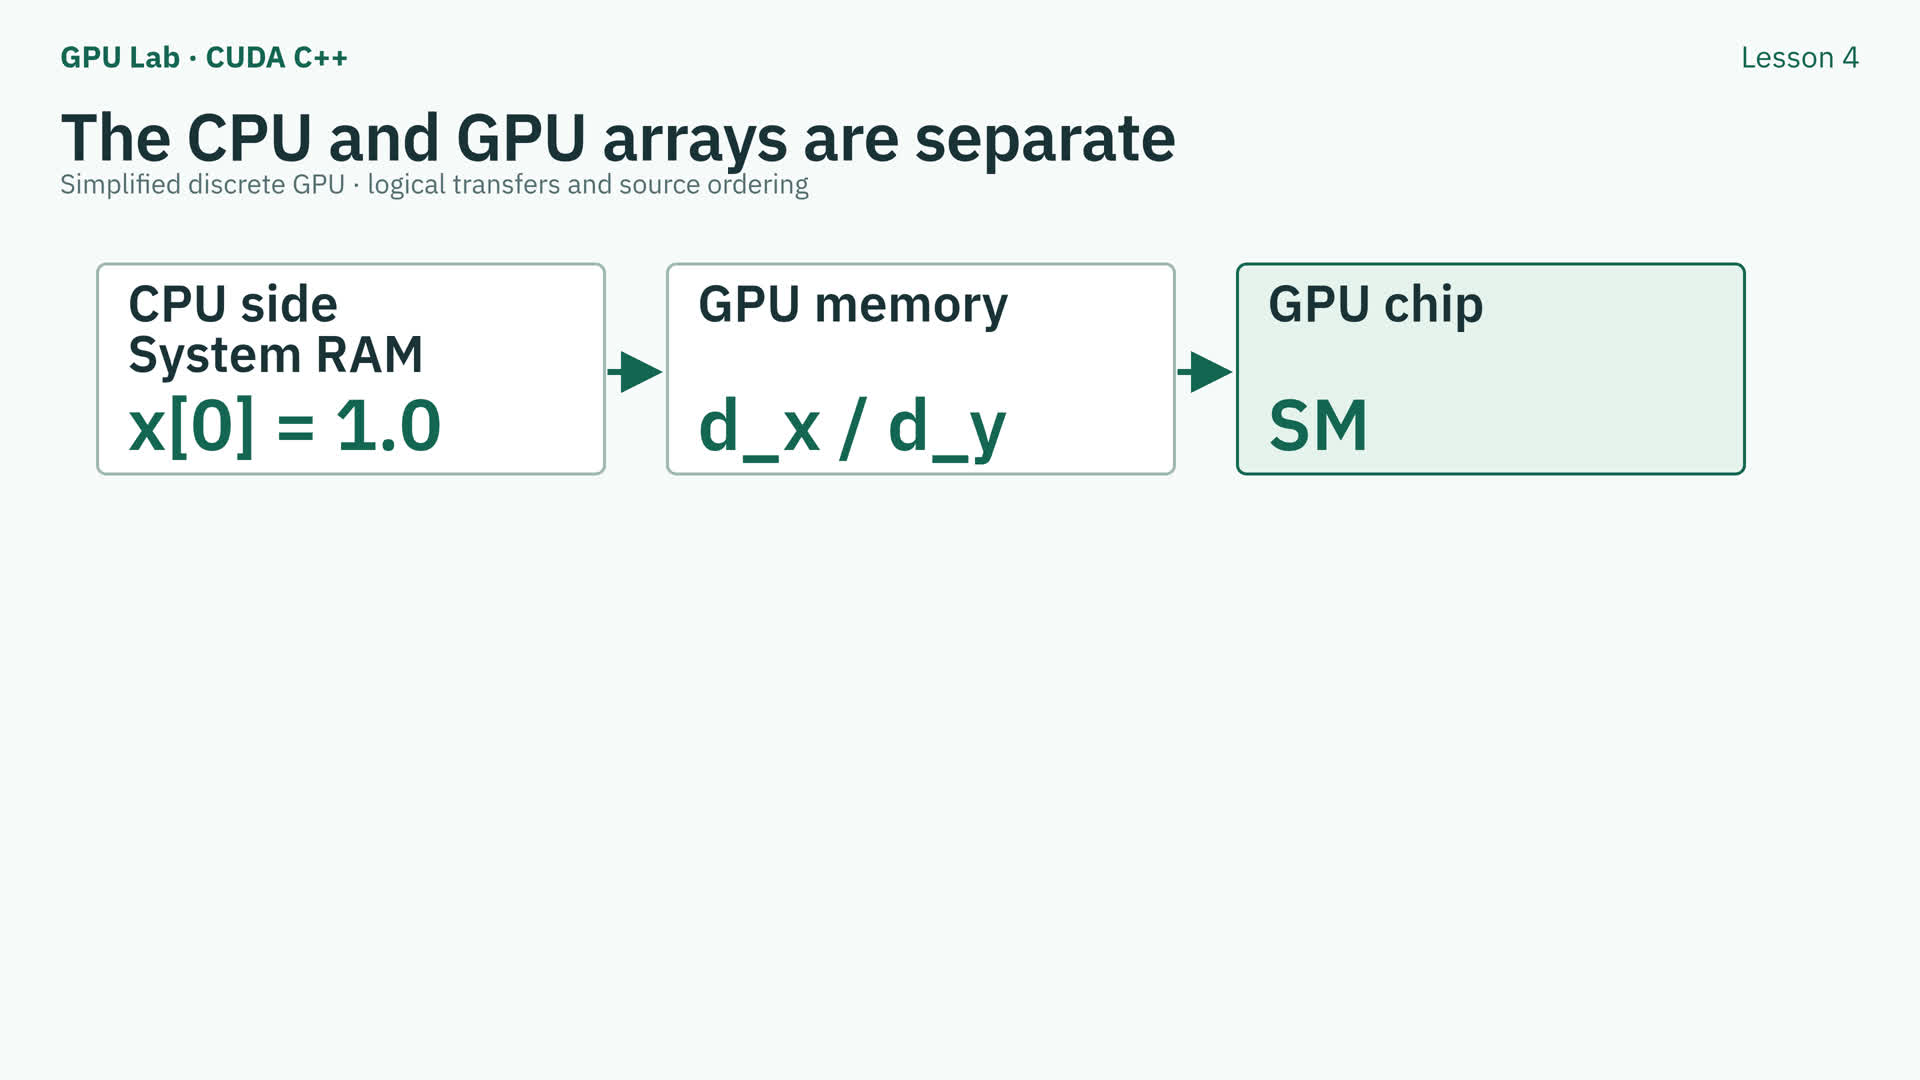 GPU Lab · CUDA C++
Lesson 4
The CPU and GPU arrays are separate
Simplified discrete GPU · logical transfers and source ordering
CPU side
System RAM
x[0] = 1.0
GPU memory
d_x / d_y
GPU chip
SM